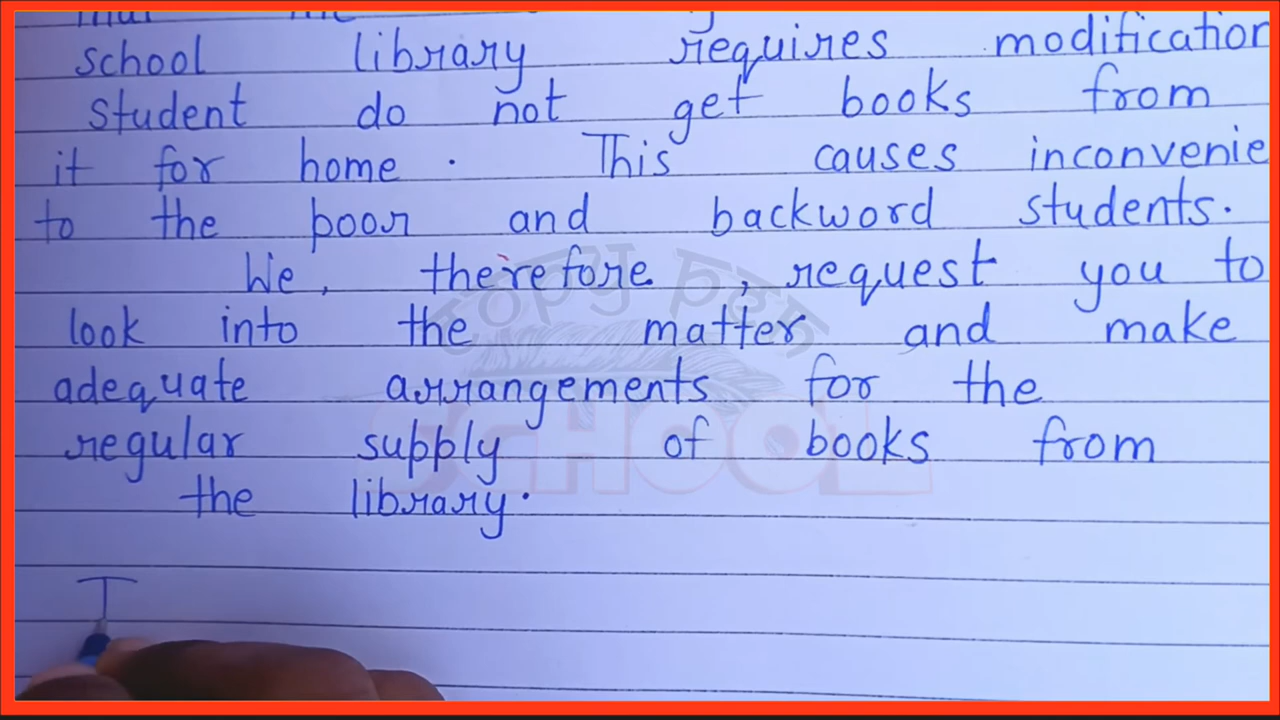 school library requires modification
student do not get books from
it for home . This causes inconvenie
to the poor and backword students.
We, therefore , request you to
look into the matter and make
adequate arrangements for the
regular supply of books from
the library.
T
कॉपी पेन
SCHOOL